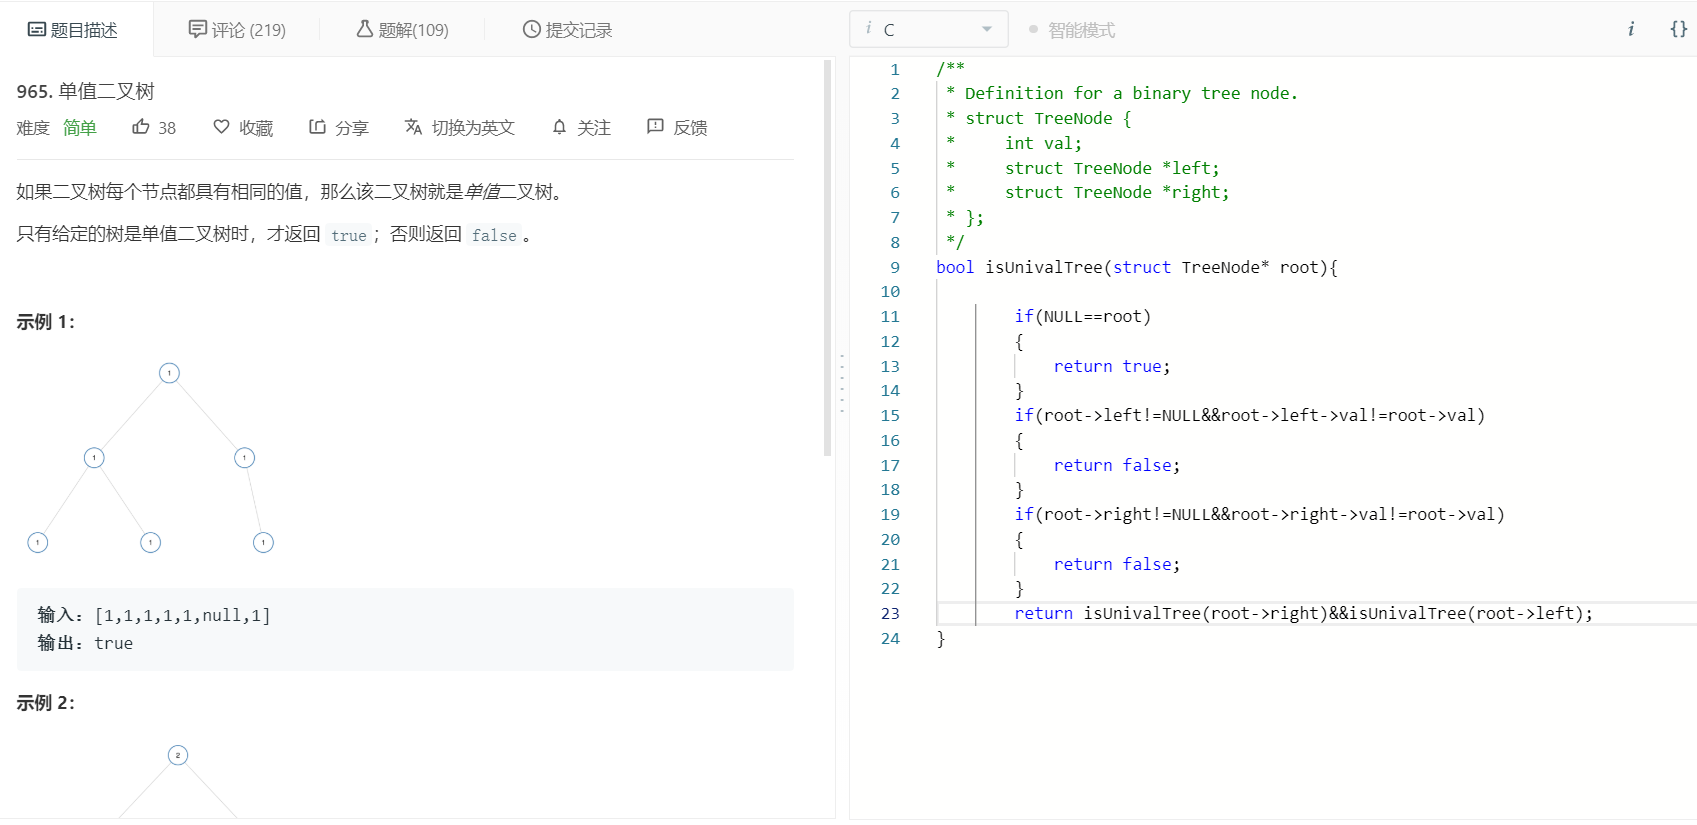 题目描述
评论 (219)
题解(109)
提交记录
965. 单值二叉树
难度 简单 38 收藏 分享 切换为英文 关注 反馈
如果二叉树每个节点都具有相同的值，那么该二叉树就是单值二叉树。
只有给定的树是单值二叉树时，才返回 true；否则返回 false。
示例 1：
1
1 1
1 1 1
输入：[1,1,1,1,1,null,1]
输出：true
示例 2：
2
i C
智能模式
i {}
1 /**
2 * Definition for a binary tree node.
3 * struct TreeNode {
4 *     int val;
5 *     struct TreeNode *left;
6 *     struct TreeNode *right;
7 * };
8 */
9 bool isUnivalTree(struct TreeNode* root){
10
11 if(NULL==root)
12 {
13 return true;
14 }
15 if(root->left!=NULL&&root->left->val!=root->val)
16 {
17 return false;
18 }
19 if(root->right!=NULL&&root->right->val!=root->val)
20 {
21 return false;
22 }
23 return isUnivalTree(root->right)&&isUnivalTree(root->left);
24 }